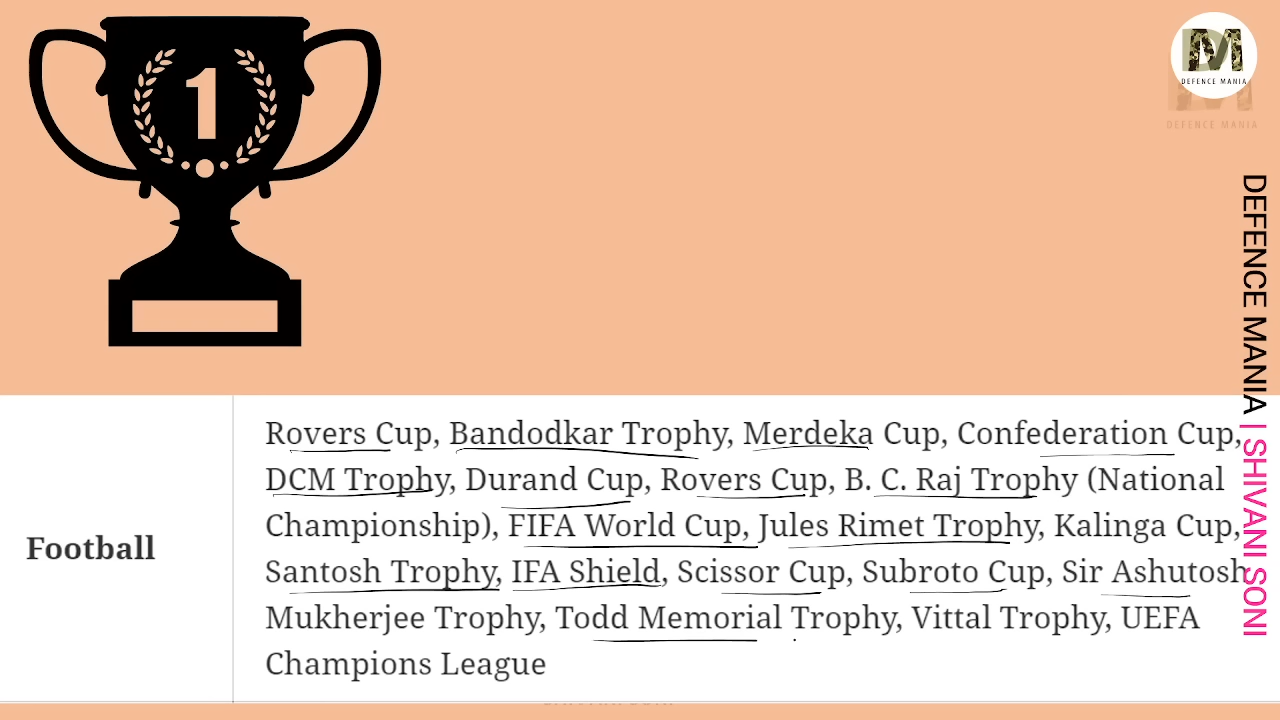 1
DEFENCE MANIA
DEFENCE MANIA
DEFENCE MANIA | SHIVANI SONI
Football
Rovers Cup, Bandodkar Trophy, Merdeka Cup, Confederation Cup,
DCM Trophy, Durand Cup, Rovers Cup, B. C. Raj Trophy (National
Championship), FIFA World Cup, Jules Rimet Trophy, Kalinga Cup,
Santosh Trophy, IFA Shield, Scissor Cup, Subroto Cup, Sir Ashutosh
Mukherjee Trophy, Todd Memorial Trophy, Vittal Trophy, UEFA
Champions League